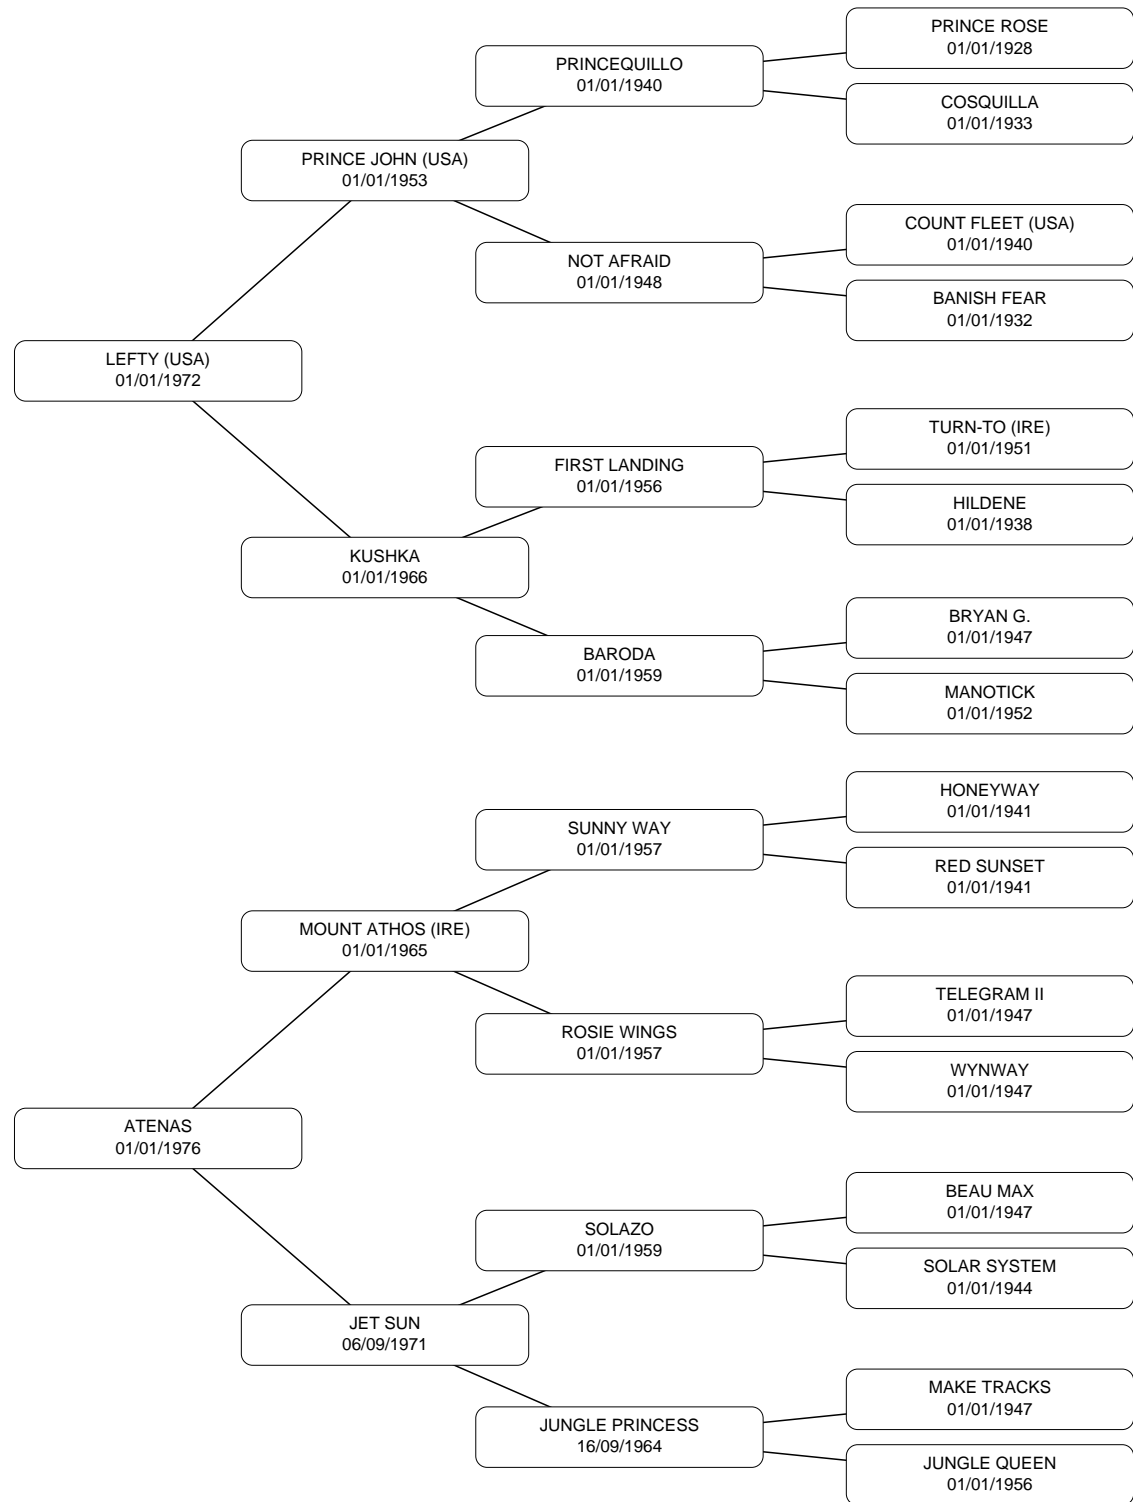 PRINCE ROSE
01/01/1928
PRINCEQUILLO
01/01/1940
COSQUILLA
01/01/1933
PRINCE JOHN (USA)
01/01/1953
COUNT FLEET (USA)
01/01/1940
NOT AFRAID
01/01/1948
BANISH FEAR
01/01/1932
LEFTY (USA)
01/01/1972
TURN-TO (IRE)
01/01/1951
FIRST LANDING
01/01/1956
HILDENE
01/01/1938
KUSHKA
01/01/1966
BRYAN G.
01/01/1947
BARODA
01/01/1959
MANOTICK
01/01/1952
HONEYWAY
01/01/1941
SUNNY WAY
01/01/1957
RED SUNSET
01/01/1941
MOUNT ATHOS (IRE)
01/01/1965
TELEGRAM II
01/01/1947
ROSIE WINGS
01/01/1957
WYNWAY
01/01/1947
ATENAS
01/01/1976
BEAU MAX
01/01/1947
SOLAZO
01/01/1959
SOLAR SYSTEM
01/01/1944
JET SUN
06/09/1971
MAKE TRACKS
01/01/1947
JUNGLE PRINCESS
16/09/1964
JUNGLE QUEEN
01/01/1956